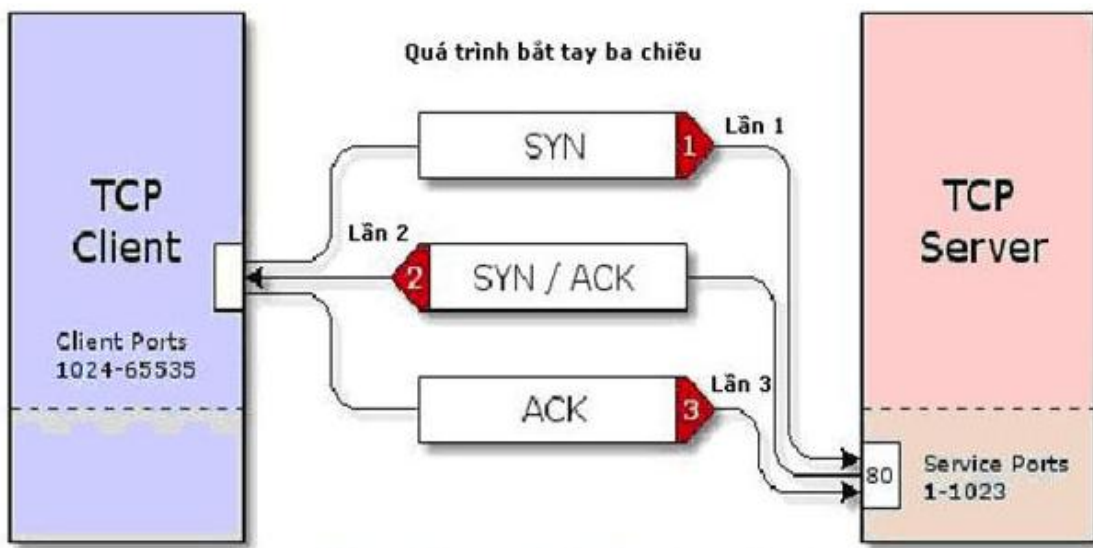 Quá trình bắt tay ba chiều
TCP
Client
Client Ports
1024-65535
SYN
1
Lần 1
Lần 2
2
SYN / ACK
ACK
3
Lần 3
TCP
Server
80
Service Ports
1-1023